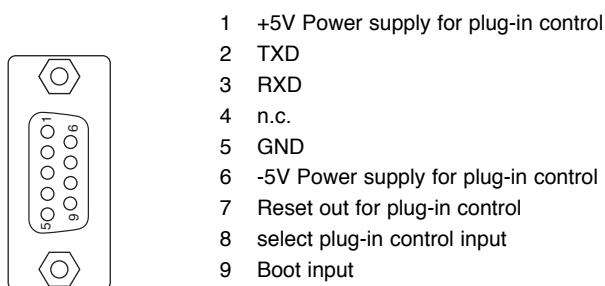 1 +5V Power supply for plug-in control
2 TXD
3 RXD
4 n.c.
5 GND
6 -5V Power supply for plug-in control
7 Reset out for plug-in control
8 select plug-in control input
9 Boot input
1
6
5
9